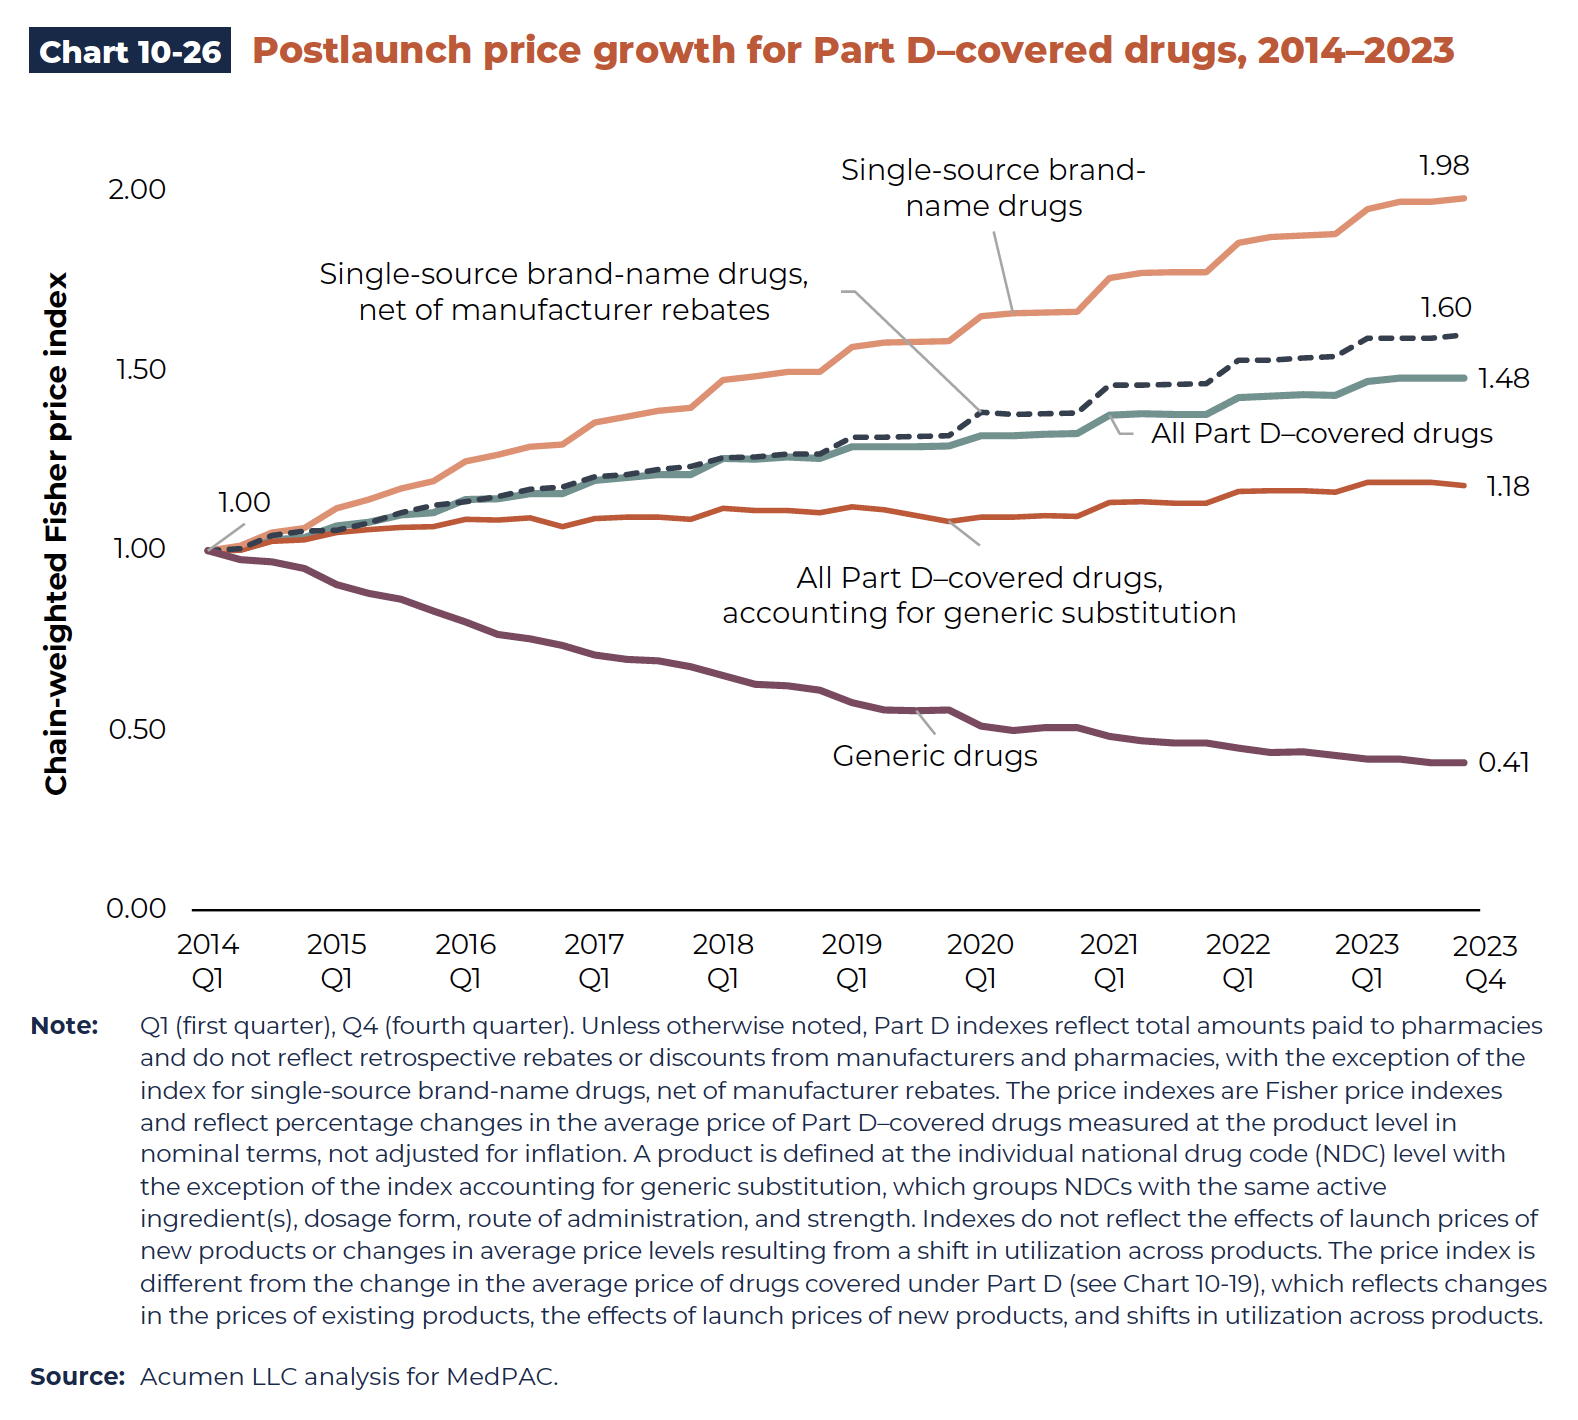 Chart 10-26 Postlaunch price growth for Part D–covered drugs, 2014–2023
Chain-weighted Fisher price index
2.00
1.50
1.00
0.50
0.00
Single-source brand-
name drugs
1.98
Single-source brand-name drugs,
net of manufacturer rebates
1.60
1.48
All Part D–covered drugs
1.18
1.00
All Part D–covered drugs,
accounting for generic substitution
Generic drugs
0.41
2014 2015 2016 2017 2018 2019 2020 2021 2022 2023 2023
Q1 Q1 Q1 Q1 Q1 Q1 Q1 Q1 Q1 Q1 Q4
Note: Q1 (first quarter), Q4 (fourth quarter). Unless otherwise noted, Part D indexes reflect total amounts paid to pharmacies
and do not reflect retrospective rebates or discounts from manufacturers and pharmacies, with the exception of the
index for single-source brand-name drugs, net of manufacturer rebates. The price indexes are Fisher price indexes
and reflect percentage changes in the average price of Part D–covered drugs measured at the product level in
nominal terms, not adjusted for inflation. A product is defined at the individual national drug code (NDC) level with
the exception of the index accounting for generic substitution, which groups NDCs with the same active
ingredient(s), dosage form, route of administration, and strength. Indexes do not reflect the effects of launch prices of
new products or changes in average price levels resulting from a shift in utilization across products. The price index is
different from the change in the average price of drugs covered under Part D (see Chart 10-19), which reflects changes
in the prices of existing products, the effects of launch prices of new products, and shifts in utilization across products.
Source: Acumen LLC analysis for MedPAC.